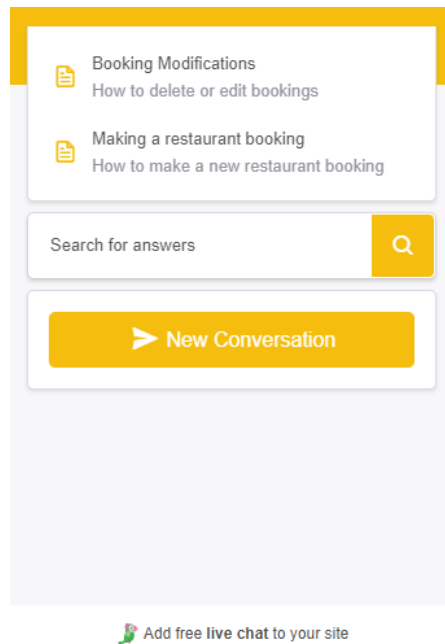 Booking Modifications
How to delete or edit bookings
Making a restaurant booking
How to make a new restaurant booking
Search for answers
New Conversation
Add free live chat to your site